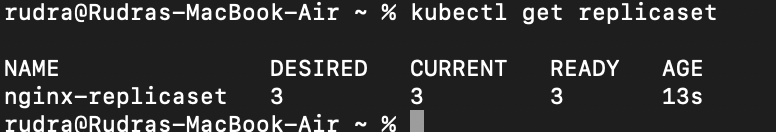 rudra@Rudras-MacBook-Air ~ % kubectl get replicaset
NAME DESIRED CURRENT READY AGE
nginx-replicaset 3 3 3 13s
rudra@Rudras-MacBook-Air ~ %